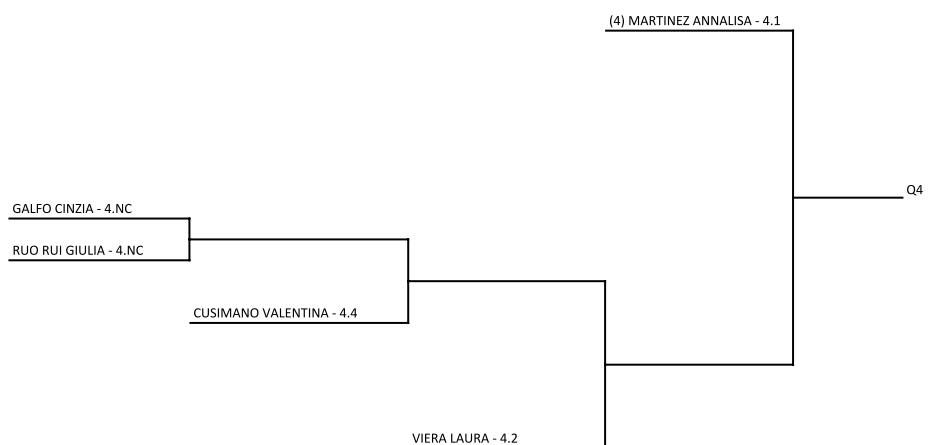 (4) MARTINEZ ANNALISA - 4.1
Q4
GALFO CINZIA - 4.NC
RUO RUI GIULIA - 4.NC
CUSIMANO VALENTINA - 4.4
VIERA LAURA - 4.2